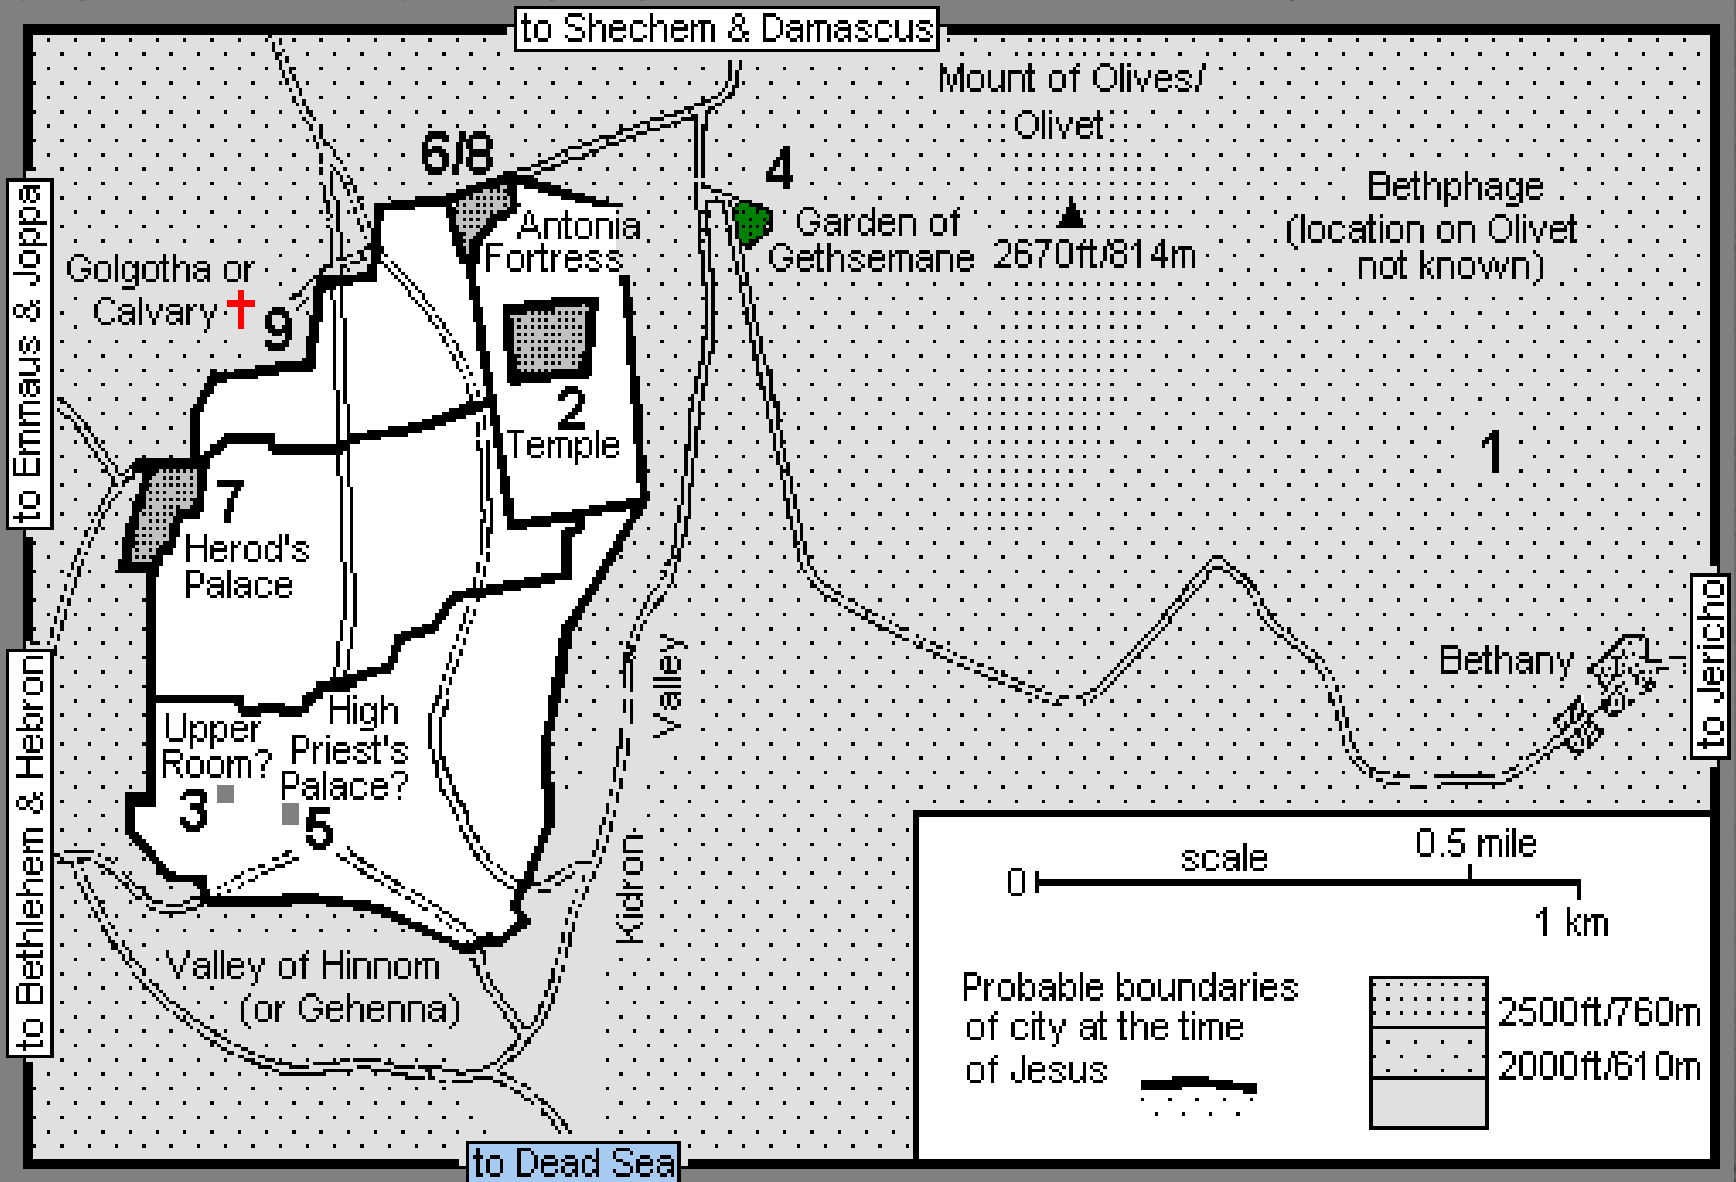 to Shechem & Damascus
Mount of Olives/
Olivet
6/8
4
Bethphage
(location on Olivet
not known)
Antonia
Fortress
Garden of
Gethsemane
2670ft/814m
to Emmaus & Joppa
Golgotha or
Calvary
9
2
Temple
1
7
Herod's
Palace
Valley
Kidron
Bethany
to Jericho
to Bethlehem & Hebron
Upper
Room?
3
High
Priest's
Palace?
5
Valley of Hinnom
(or Gehenna)
to Dead Sea
0
scale
0.5 mile
1 km
Probable boundaries
of city at the time
of Jesus
2500ft/760m
2000ft/610m